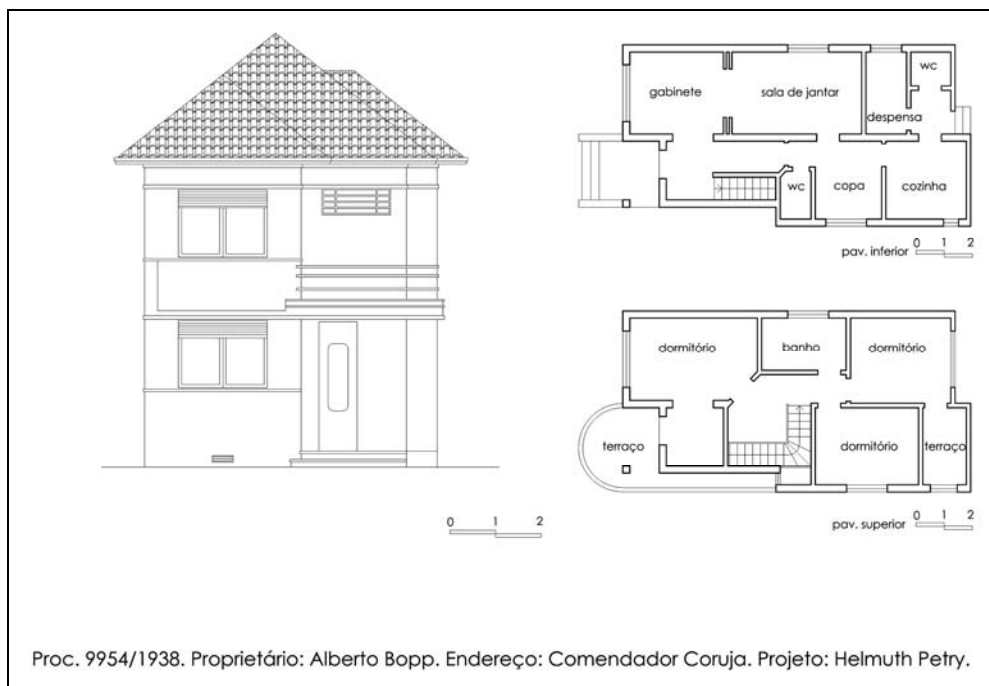 gabinete
sala de jantar
wc
despensa
wc
copa
cozinha
pav. inferior
0 1 2
dormitório
banho
dormitório
terraço
dormitório
terraço
pav. superior
0 1 2
0 1 2
Proc. 9954/1938. Proprietário: Alberto Bopp. Endereço: Comendador Coruja. Projeto: Helmuth Petry.